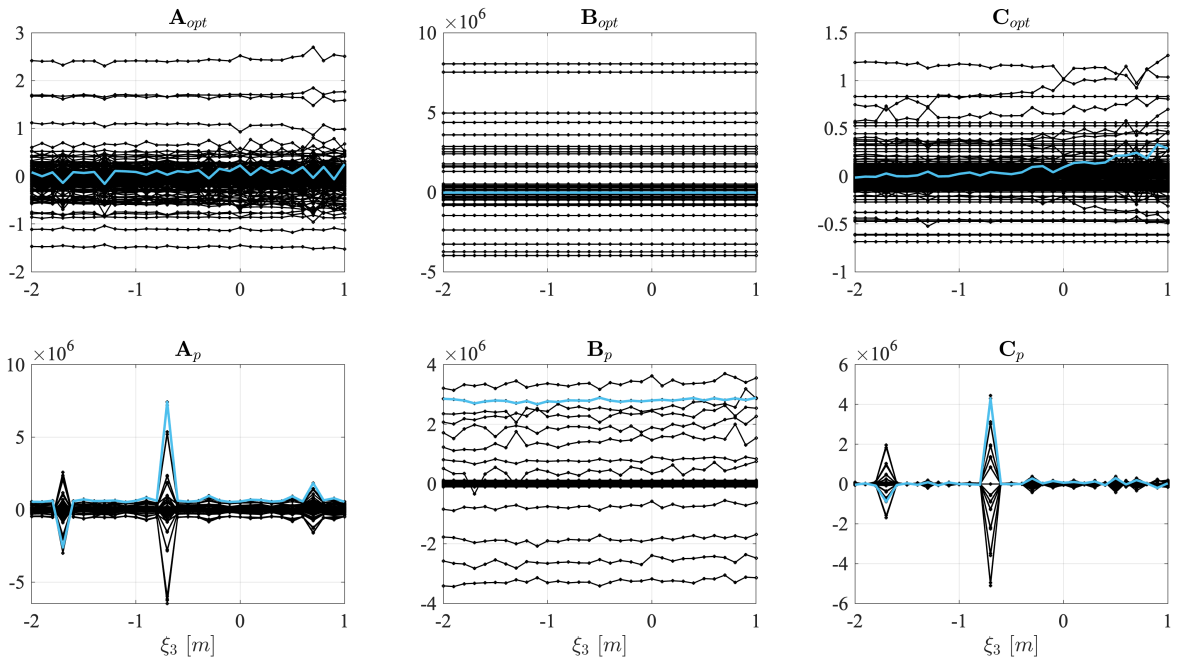 A_opt B_opt C_opt
×10^6
3 2 1 0 -1 -2
10 5 0 -5
1.5 1 0.5 0 -0.5 -1
-2 -1 0 1 -2 -1 0 1 -2 -1 0 1
A_p B_p C_p
×10^6 ×10^6 ×10^6
10 5 0 -5
4 2 0 -2 -4
6 4 2 0 -2 -4 -6
-2 -1 0 1 -2 -1 0 1 -2 -1 0 1
ξ_3 [m] ξ_3 [m] ξ_3 [m]